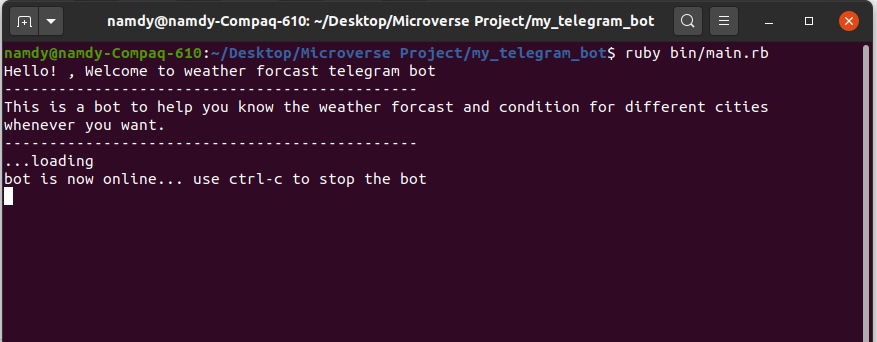 namdy@namdy-Compaq-610: ~/Desktop/Microverse Project/my_telegram_bot
namdy@namdy-Compaq-610:~/Desktop/Microverse Project/my_telegram_bot$ ruby bin/main.rb
Hello! , Welcome to weather forcast telegram bot
----------------------------------------------
This is a bot to help you know the weather forcast and condition for different cities
whenever you want.
----------------------------------------------
...loading
bot is now online... use ctrl-c to stop the bot